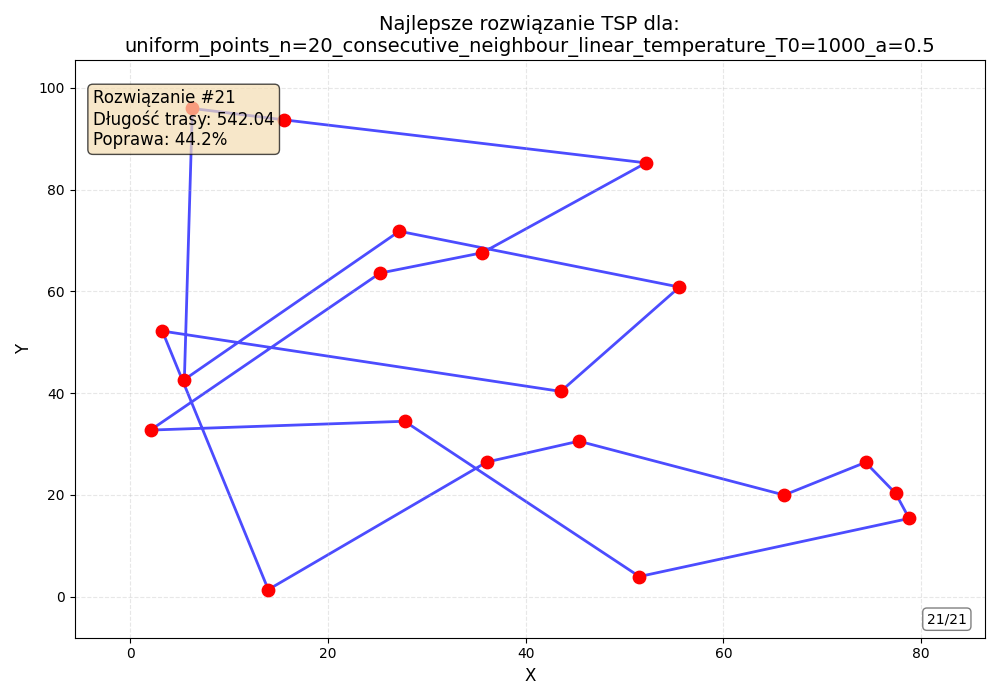 Najlepsze rozwiązanie TSP dla:
uniform_points_n=20_consecutive_neighbour_linear_temperature_T0=1000_a=0.5
Rozwiązanie #21
Długość trasy: 542.04
Poprawa: 44.2%
100
80
60
40
20
0
Y
21/21
0
20
40
60
80
X